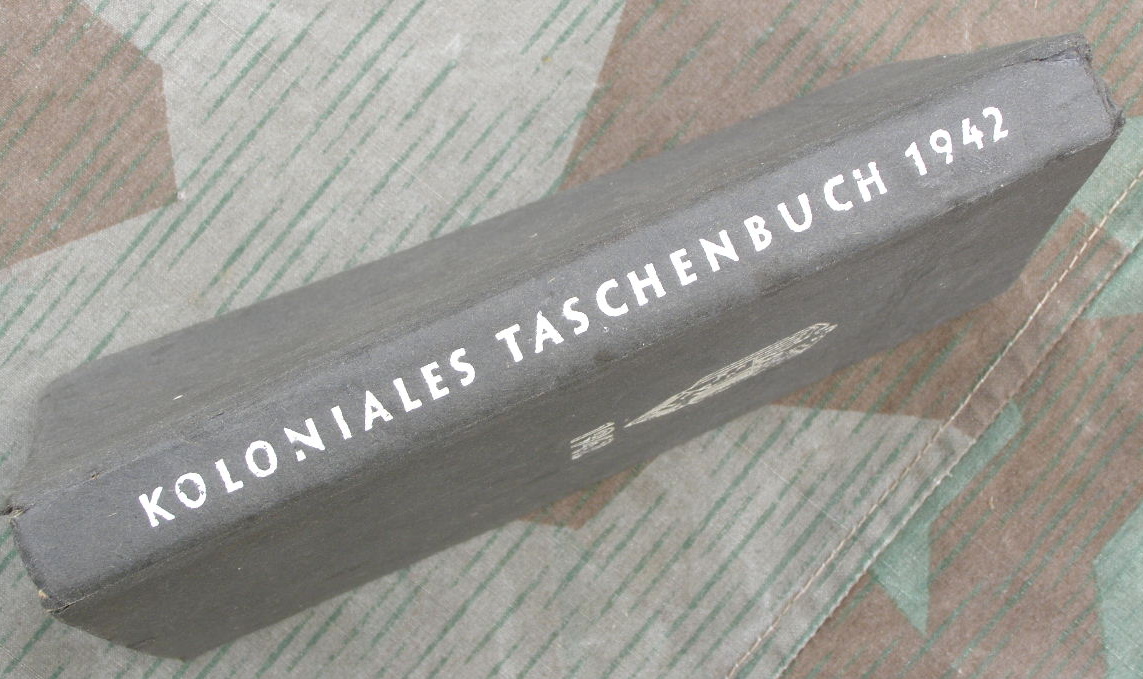 KOLONIALES TASCHENBUCH 1942